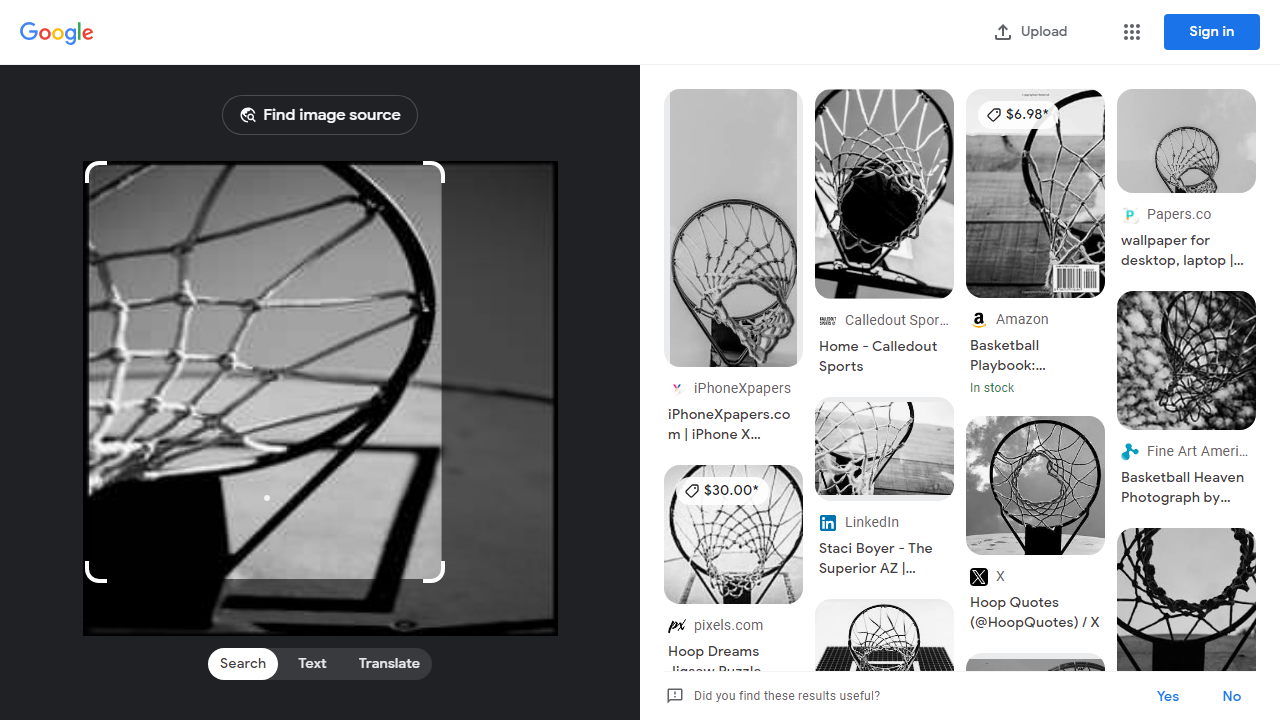 Google
Upload
Sign in
Find image source
Search
Text
Translate
iPhoneXpapers
iPhoneXpapers.co
m | iPhone X...
$30.00*
pixels.com
Hoop Dreams
Jigsaw Puzzle
Calledout Spor...
Home - Calledout
Sports
LinkedIn
Staci Boyer - The
Superior AZ |...
$6.98*
Amazon
Basketball
Playbook:...
In stock
X
Hoop Quotes
(@HoopQuotes) / X
Papers.co
wallpaper for
desktop, laptop |...
Fine Art Ameri...
Basketball Heaven
Photograph by...
Did you find these results useful?
Yes
No